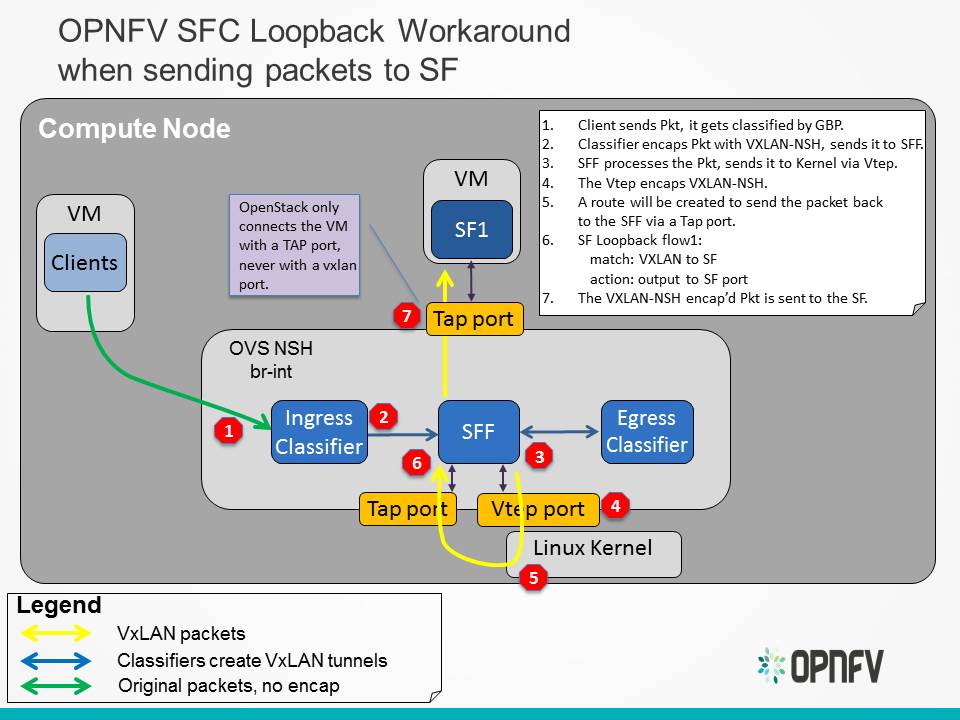 OPNFV SFC Loopback Workaround
when sending packets to SF
Compute Node
1. Client sends Pkt, it gets classified by GBP.
2. Classifier encaps Pkt with VXLAN-NSH, sends it to SFF.
3. SFF processes the Pkt, sends it to Kernel via Vtep.
4. The Vtep encaps VXLAN-NSH.
5. A route will be created to send the packet back
to the SFF via a Tap port.
6. SF Loopback flow1:
match: VXLAN to SF
action: output to SF port
7. The VXLAN-NSH encap’d Pkt is sent to the SF.
VM
Clients
OpenStack only
connects the VM
with a TAP port,
never with a vxlan
port.
VM
SF1
7
Tap port
OVS NSH
br-int
1
Ingress
Classifier
2
SFF
Egress
Classifier
6
3
Tap port
Vtep port
4
Linux Kernel
5
Legend
VxLAN packets
Classifiers create VxLAN tunnels
Original packets, no encap
OPNFV